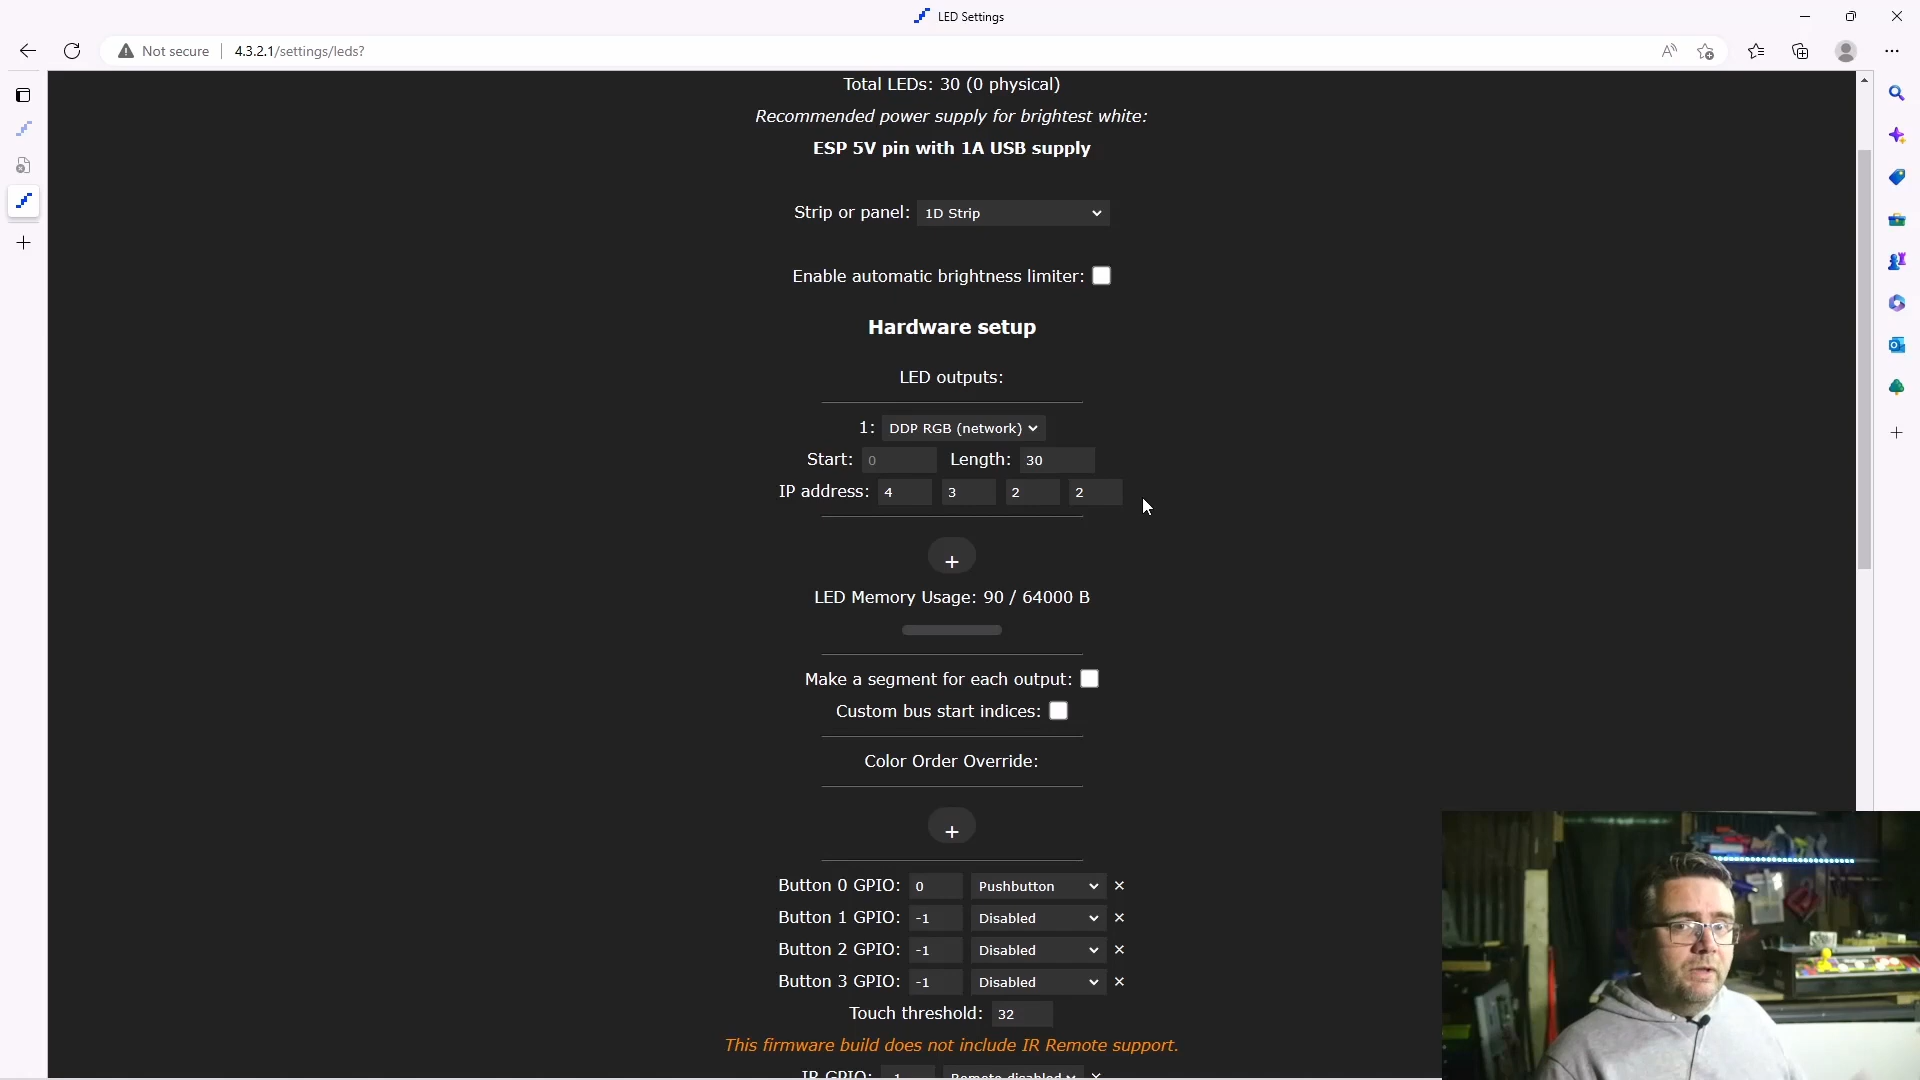 LED Settings
Not secure
4.3.2.1/settings/leds?
Total LEDs: 30 (0 physical)
Recommended power supply for brightest white:
ESP 5V pin with 1A USB supply
Strip or panel: 1D Strip
Enable automatic brightness limiter:
Hardware setup
LED outputs:
1: DDP RGB (network)
Start: 0 Length: 30
IP address: 4 3 2 2
+
LED Memory Usage: 90 / 64000 B
Make a segment for each output:
Custom bus start indices:
Color Order Override:
+
Button 0 GPIO: 0 Pushbutton ×
Button 1 GPIO: -1 Disabled ×
Button 2 GPIO: -1 Disabled ×
Button 3 GPIO: -1 Disabled ×
Touch threshold: 32
This firmware build does not include IR Remote support.
IR GPIO: -1 Remote disabled ×